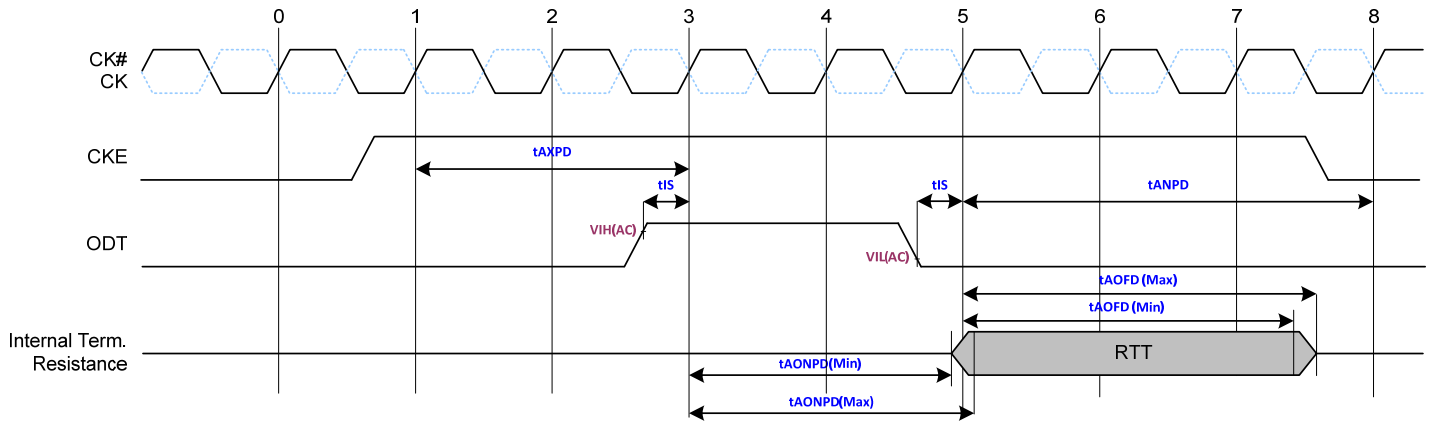 0 1 2 3 4 5 6 7 8
CK#
CK
CKE
tAXPD
tIS
tIS
tANPD
VIH(AC)
ODT
VIL(AC)
tAOFD (Max)
tAOFD (Min)
Internal Term.
Resistance
RTT
tAONPD(Min)
tAONPD(Max)